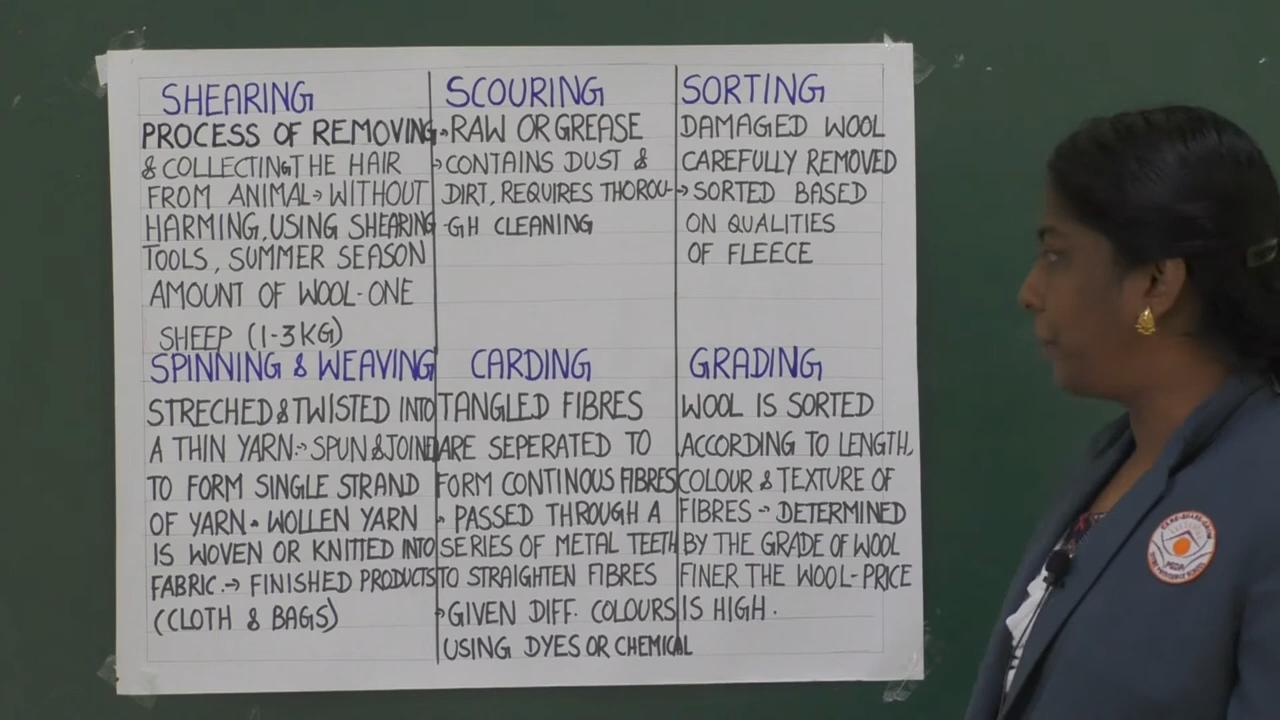 SHEARING
PROCESS OF REMOVING
& COLLECTING THE HAIR
FROM ANIMAL → WITHOUT
HARMING, USING SHEARING
TOOLS, SUMMER SEASON
AMOUNT OF WOOL-ONE
SHEEP (1-3KG)
SCOURING
→ RAW OR GREASE
→ CONTAINS DUST &
DIRT, REQUIRES THOROU-
-GH CLEANING
SORTING
DAMAGED WOOL
CAREFULLY REMOVED
→ SORTED BASED
ON QUALITIES
OF FLEECE
SPINNING & WEAVING
STRECHED & TWISTED INTO
A THIN YARN.→ SPUN & JOINED
TO FORM SINGLE STRAND
OF YARN → WOLLEN YARN
IS WOVEN OR KNITTED INTO
FABRIC.→ FINISHED PRODUCTS
(CLOTH & BAGS)
CARDING
TANGLED FIBRES
ARE SEPERATED TO
FORM CONTINOUS FIBRES
→ PASSED THROUGH A
SERIES OF METAL TEETH
TO STRAIGHTEN FIBRES
→ GIVEN DIFF. COLOURS
USING DYES OR CHEMICAL
GRADING
WOOL IS SORTED
ACCORDING TO LENGTH,
COLOUR & TEXTURE OF
FIBRES → DETERMINED
BY THE GRADE OF WOOL
FINER THE WOOL-PRICE
IS HIGH.